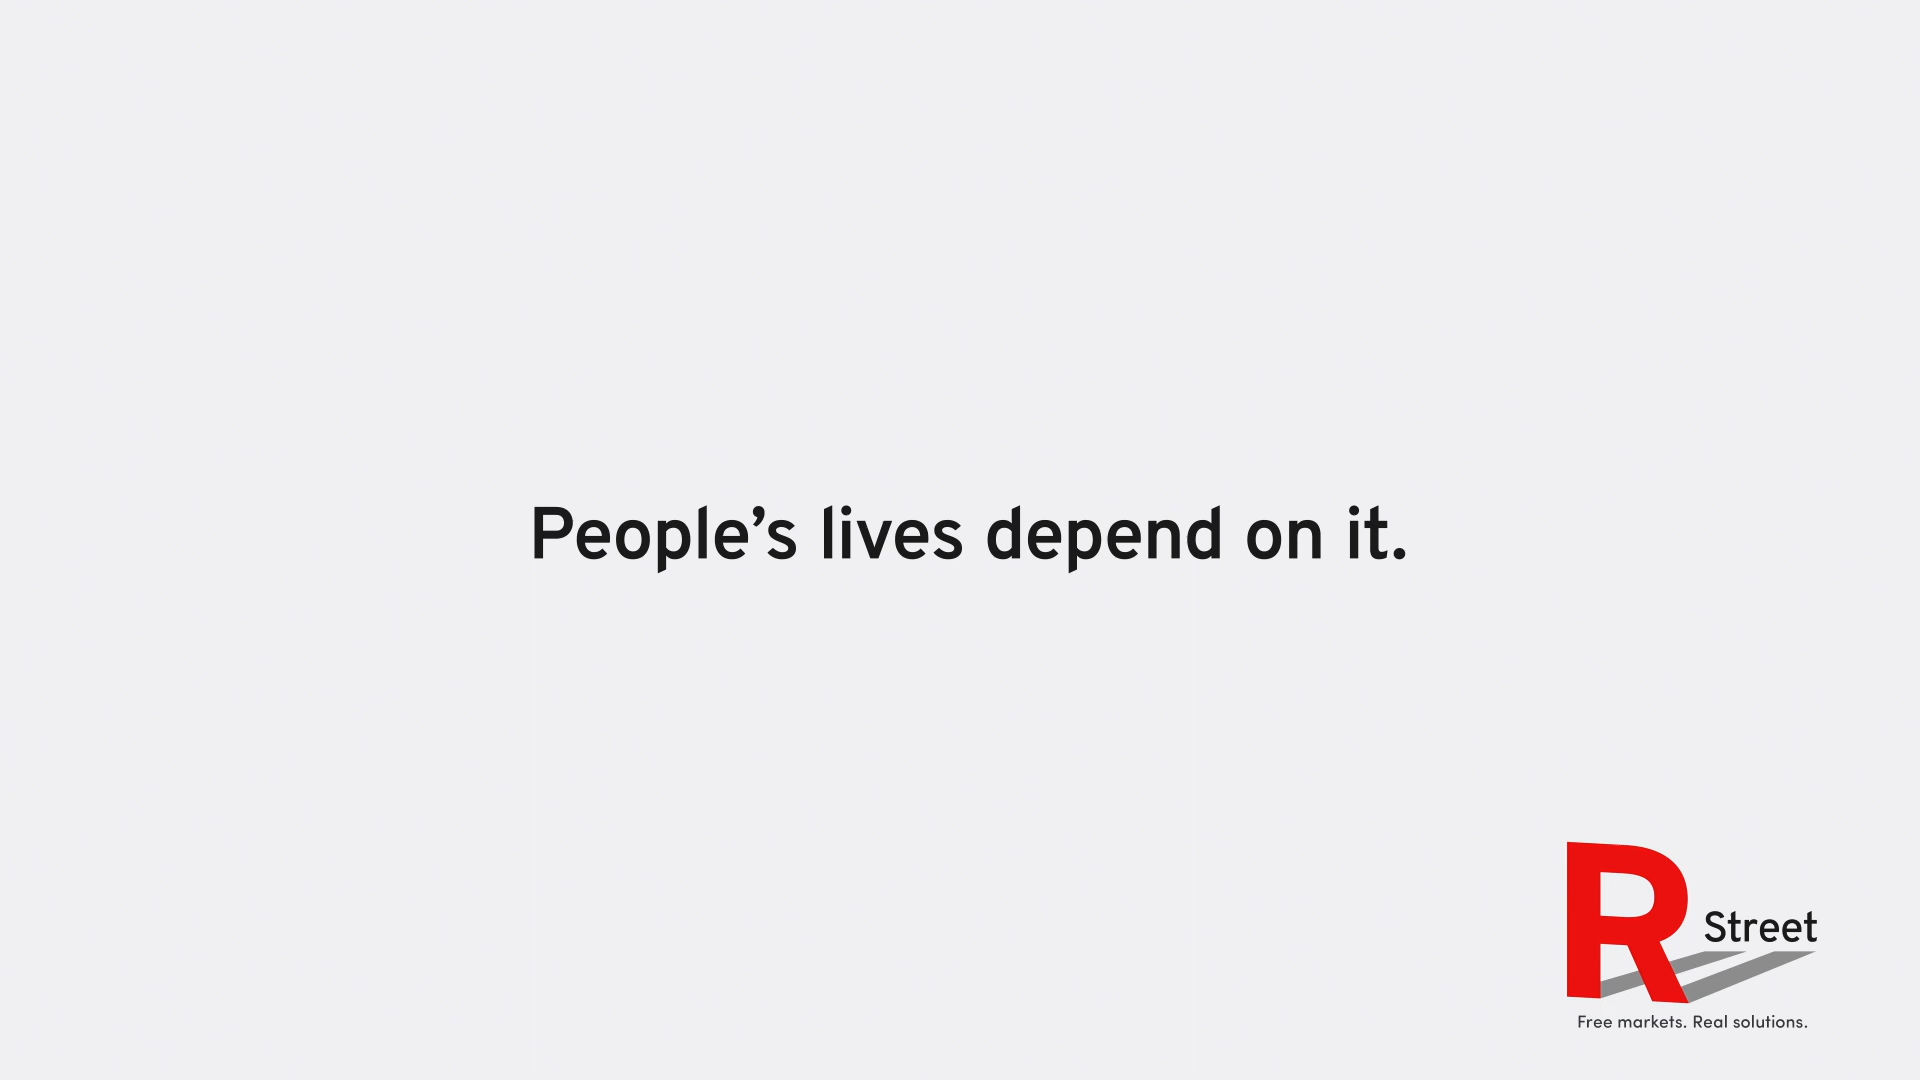 People’s lives depend on it.
R Street
Free markets. Real solutions.